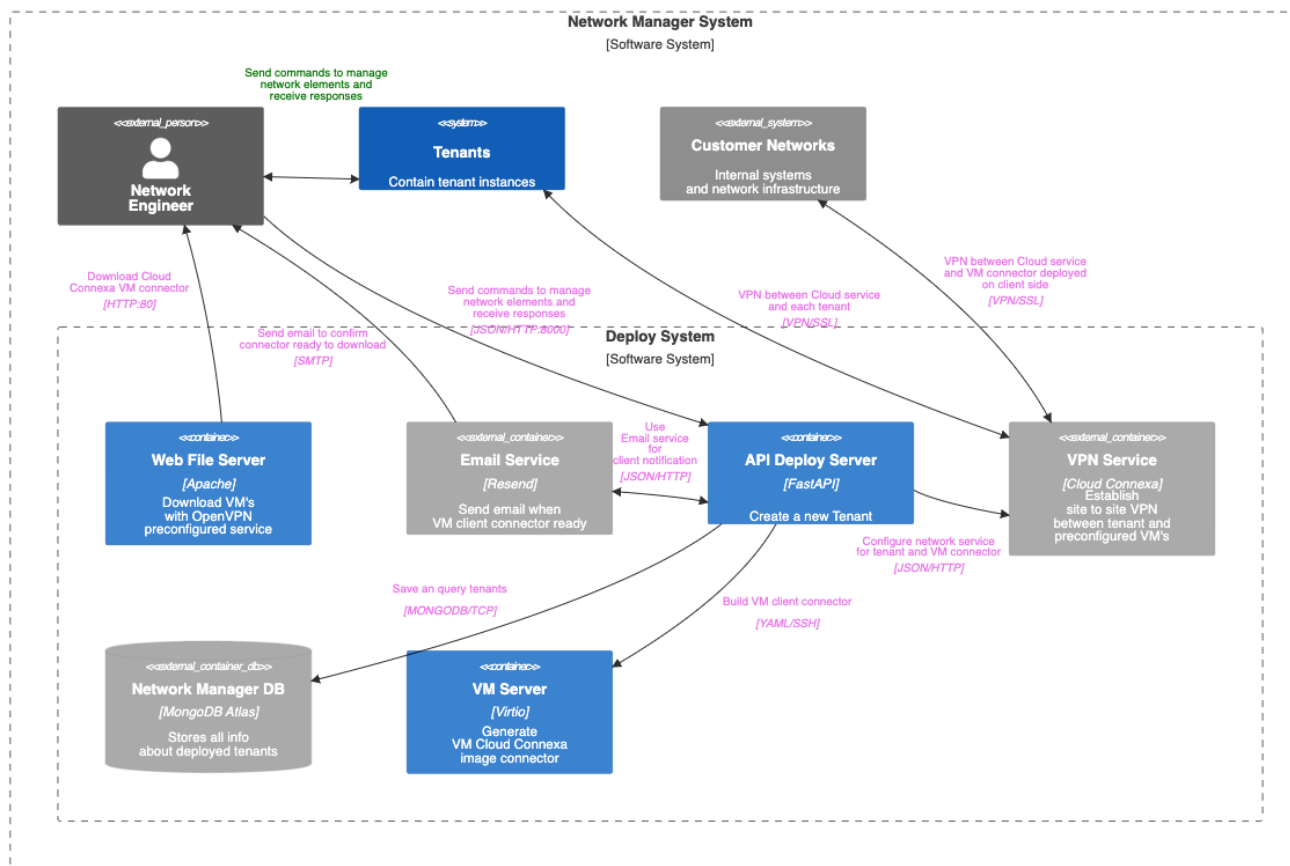 Network Manager System
[Software System]
Send commands to manage
network elements and
receive responses
<<external_person>>
Network
Engineer
<<system>>
Tenants
Contain tenant instances
<<external_system>>
Customer Networks
Internal systems
and network infrastructure
Download Cloud
Connexa VM connector
[HTTP:80]
Send email to confirm
connector ready to download
[SMTP]
Send commands to manage
network elements and
receive responses
[JSON/HTTP:8000]
VPN between Cloud service
and each tenant
[VPN/SSL]
VPN between Cloud service
and VM connector deployed
on client side
[VPN/SSL]
Deploy System
[Software System]
<<container>>
Web File Server
[Apache]
Download VM's
with OpenVPN
preconfigured service
<<external_container>>
Email Service
[Resend]
Send email when
VM client connector ready
Use
Email service
for
client notification
[JSON/HTTP]
<<container>>
API Deploy Server
[FastAPI]
Create a new Tenant
<<external_container>>
VPN Service
[Cloud Connexa]
Establish
site to site VPN
between tenant and
preconfigured VM's
Configure network service
for tenant and VM connector
[JSON/HTTP]
Save an query tenants
[MONGODB/TCP]
Build VM client connector
[YAML/SSH]
<<external_container_db>>
Network Manager DB
[MongoDB Atlas]
Stores all info
about deployed tenants
<<container>>
VM Server
[Virtio]
Generate
VM Cloud Connexa
image connector